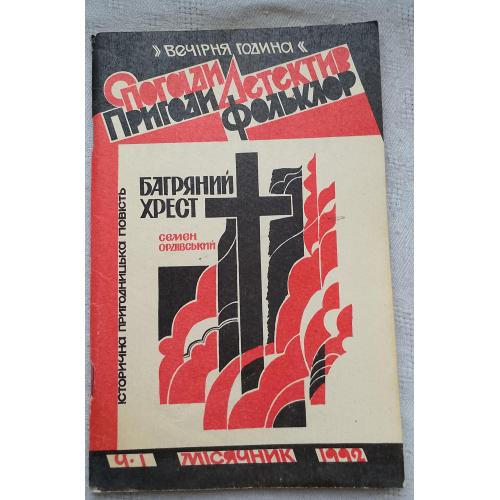 » ВЕЧІРНЯ ГОДИНА «
Спогади Детектив
Пригоди Фольклор
БАГРЯНИЙ
ХРЕСТ
СЕМЕН
ОРДІВСЬКИЙ
ІСТОРИЧНА ПРИГОДНИЦЬКА ПОВІСТЬ
Ч·1 МІСЯЧНИК 1992